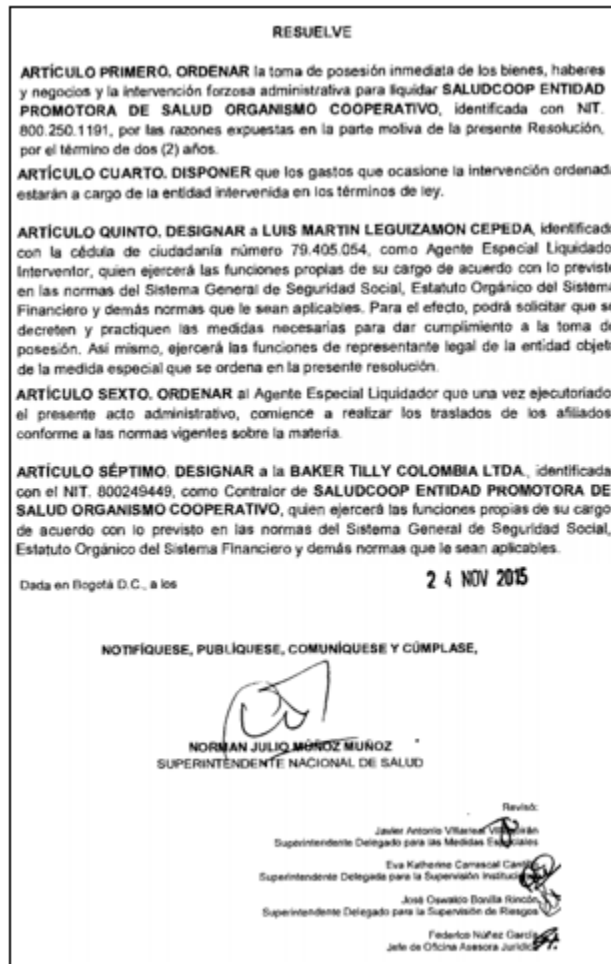 RESUELVE
ARTÍCULO PRIMERO. ORDENAR la toma de posesión inmediata de los bienes, haberes
y negocios y la intervención forzosa administrativa para liquidar SALUDCOOP ENTIDAD
PROMOTORA DE SALUD ORGANISMO COOPERATIVO, identificada con NIT.
800.250.1191, por las razones expuestas en la parte motiva de la presente Resolución,
por el término de dos (2) años.
ARTÍCULO CUARTO. DISPONER que los gastos que ocasione la intervención ordenada
estarán a cargo de la entidad intervenida en los términos de ley.
ARTÍCULO QUINTO. DESIGNAR a LUIS MARTIN LEGUIZAMON CEPEDA, identificado
con la cédula de ciudadanía número 79.405.054, como Agente Especial Liquidado
Interventor, quien ejercerá las funciones propias de su cargo de acuerdo con lo previsto
en las normas del Sistema General de Seguridad Social, Estatuto Orgánico del Sistema
Financiero y demás normas que le sean aplicables. Para el efecto, podrá solicitar que se
decreten y practiquen las medidas necesarias para dar cumplimiento a la toma de
posesión. Así mismo, ejercerá las funciones de representante legal de la entidad objeto
de la medida especial que se ordena en la presente resolución.
ARTÍCULO SEXTO. ORDENAR al Agente Especial Liquidador que una vez ejecutoriado
el presente acto administrativo, comience a realizar los traslados de los afiliados
conforme a las normas vigentes sobre la materia.
ARTÍCULO SÉPTIMO. DESIGNAR a la BAKER TILLY COLOMBIA LTDA., identificada
con el NIT. 800249449, como Contralor de SALUDCOOP ENTIDAD PROMOTORA DE
SALUD ORGANISMO COOPERATIVO, quien ejercerá las funciones propias de su cargo
de acuerdo con lo previsto en las normas del Sistema General de Seguridad Social,
Estatuto Orgánico del Sistema Financiero y demás normas que le sean aplicables.
Dada en Bogotá D.C., a los 24 NOV 2015
NOTIFÍQUESE, PUBLÍQUESE, COMUNÍQUESE Y CÚMPLASE,
NORMAN JULIO MUÑOZ MUÑOZ
SUPERINTENDENTE NACIONAL DE SALUD
Revisó:
Javier Antonio Villareal
Superintendente Delegado para las Medidas Especiales
Eva Katherine Carrascal
Superintendente Delegada para la Supervisión Institucional
José Oswaldo Bonilla Rincón
Superintendente Delegado para la Supervisión de Riesgos
Federico Núñez García
Jefe de Oficina Asesora Jurídica